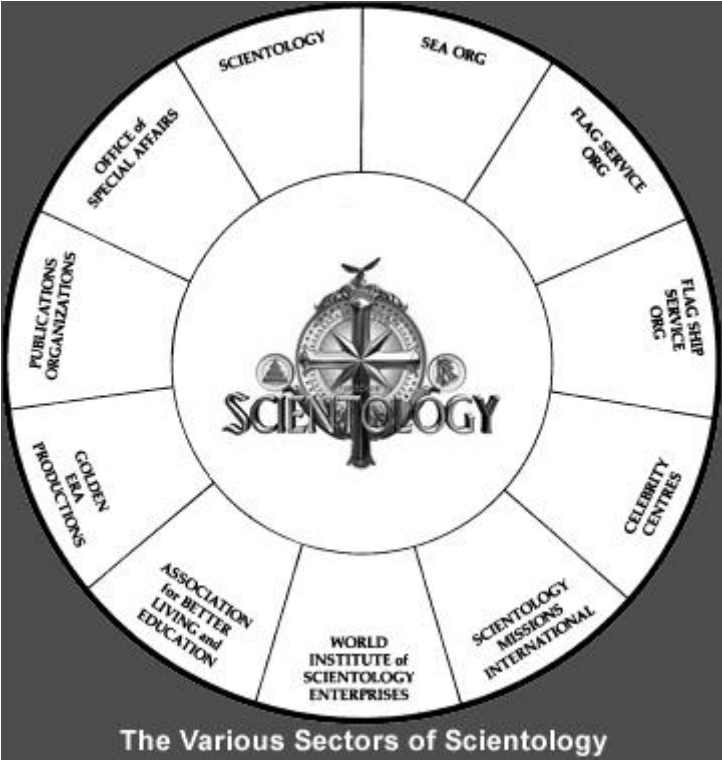 SCIENTOLOGY
SEA ORG
FLAG SERVICE
ORG
FLAG SHIP
SERVICE
ORG
CELEBRITY
CENTRES
SCIENTOLOGY
MISSIONS
INTERNATIONAL
WORLD
INSTITUTE of
SCIENTOLOGY
ENTERPRISES
ASSOCIATION
for BETTER
LIVING and
EDUCATION
GOLDEN
ERA
PRODUCTIONS
PUBLICATIONS
ORGANIZATIONS
OFFICE of
SPECIAL AFFAIRS
SCIENTOLOGY
The Various Sectors of Scientology